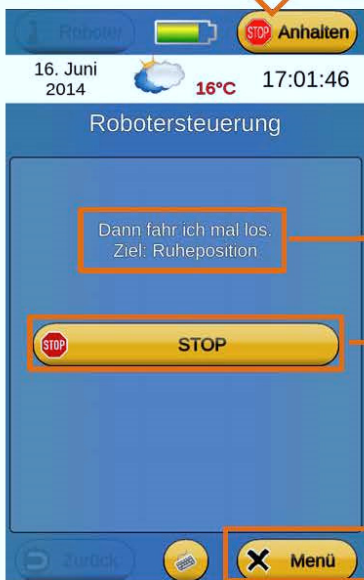 Roboter
STOP Anhalten
16. Juni
2014
16°C
17:01:46
Robotersteuerung
Dann fahr ich mal los.
Ziel: Ruheposition
STOP STOP
Zurück
Menü